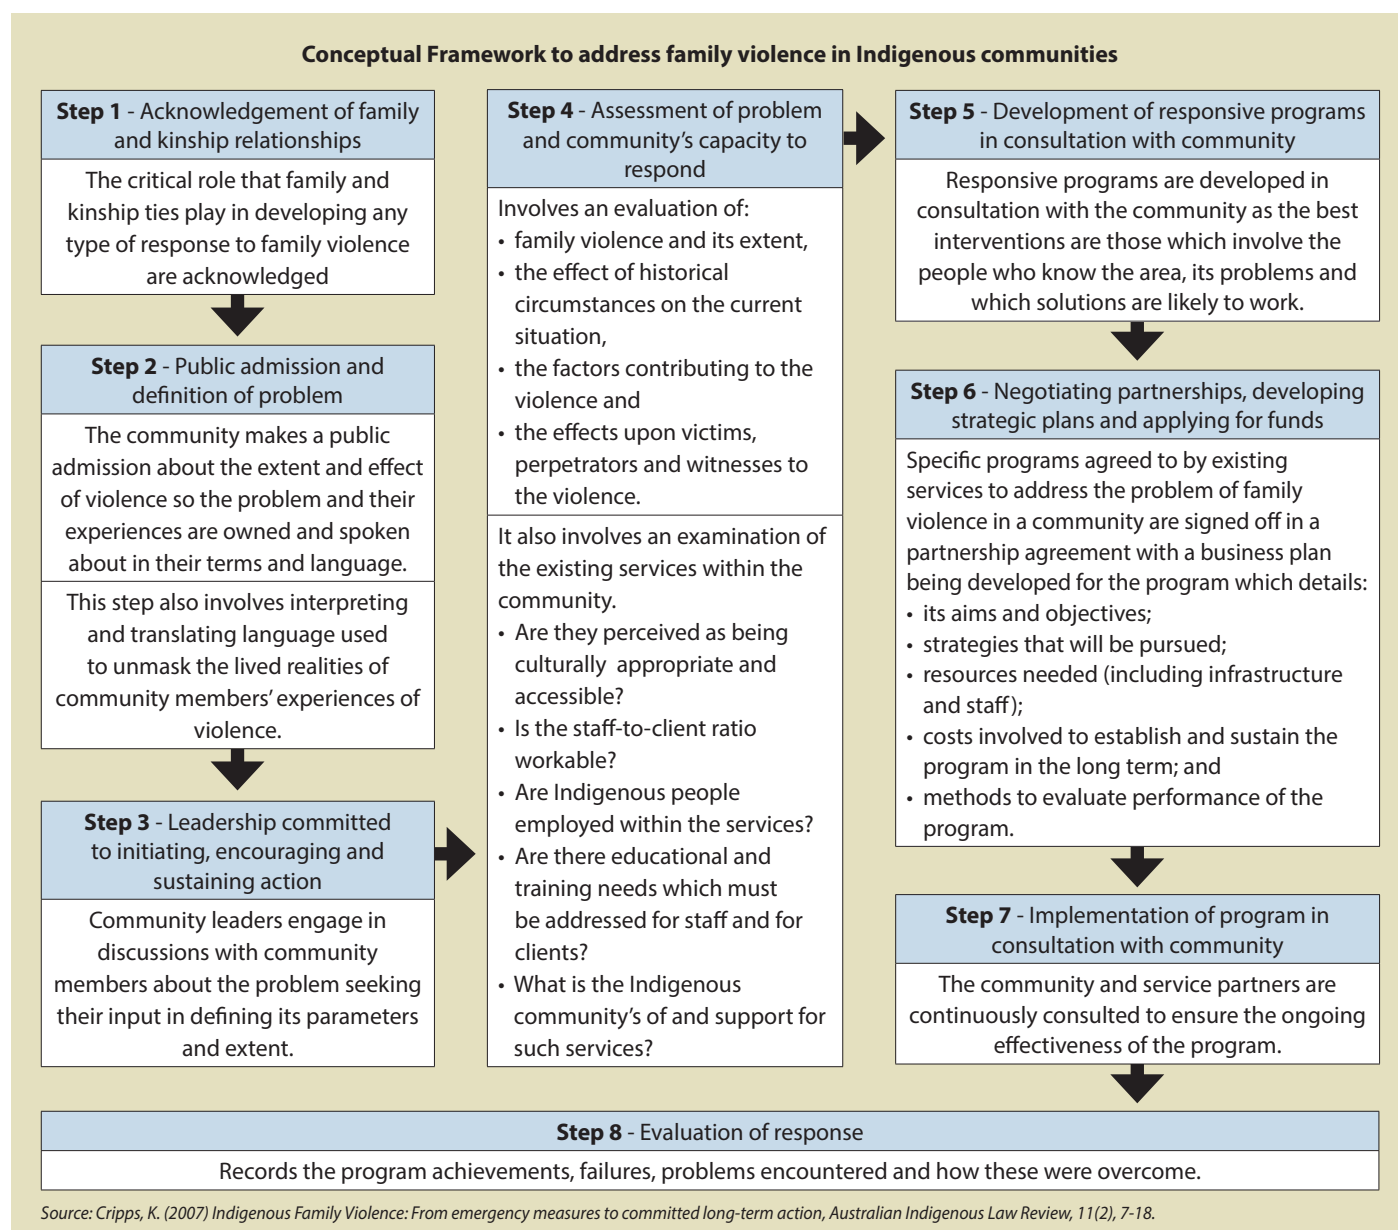 Conceptual Framework to address family violence in Indigenous communities
Step 1 - Acknowledgement of family
and kinship relationships
The critical role that family and
kinship ties play in developing any
type of response to family violence
are acknowledged
Step 2 - Public admission and
definition of problem
The community makes a public
admission about the extent and effect
of violence so the problem and their
experiences are owned and spoken
about in their terms and language.
This step also involves interpreting
and translating language used
to unmask the lived realities of
community members' experiences of
violence.
Step 3 - Leadership committed
to initiating, encouraging and
sustaining action
Community leaders engage in
discussions with community
members about the problem seeking
their input in defining its parameters
and extent.
Step 4 - Assessment of problem
and community's capacity to
respond
Involves an evaluation of:
• family violence and its extent,
• the effect of historical
circumstances on the current
situation,
• the factors contributing to the
violence and
• the effects upon victims,
perpetrators and witnesses to
the violence.
It also involves an examination of
the existing services within the
community.
• Are they perceived as being
culturally appropriate and
accessible?
• Is the staff-to-client ratio
workable?
• Are Indigenous people
employed within the services?
• Are there educational and
training needs which must
be addressed for staff and for
clients?
• What is the Indigenous
community's of and support for
such services?
Step 5 - Development of responsive programs
in consultation with community
Responsive programs are developed in
consultation with the community as the best
interventions are those which involve the
people who know the area, its problems and
which solutions are likely to work.
Step 6 - Negotiating partnerships, developing
strategic plans and applying for funds
Specific programs agreed to by existing
services to address the problem of family
violence in a community are signed off in a
partnership agreement with a business plan
being developed for the program which details:
• its aims and objectives;
• strategies that will be pursued;
• resources needed (including infrastructure
and staff);
• costs involved to establish and sustain the
program in the long term; and
• methods to evaluate performance of the
program.
Step 7 - Implementation of program in
consultation with community
The community and service partners are
continuously consulted to ensure the ongoing
effectiveness of the program.
Step 8 - Evaluation of response
Records the program achievements, failures, problems encountered and how these were overcome.
Source: Cripps, K. (2007) Indigenous Family Violence: From emergency measures to committed long-term action, Australian Indigenous Law Review, 11(2), 7-18.